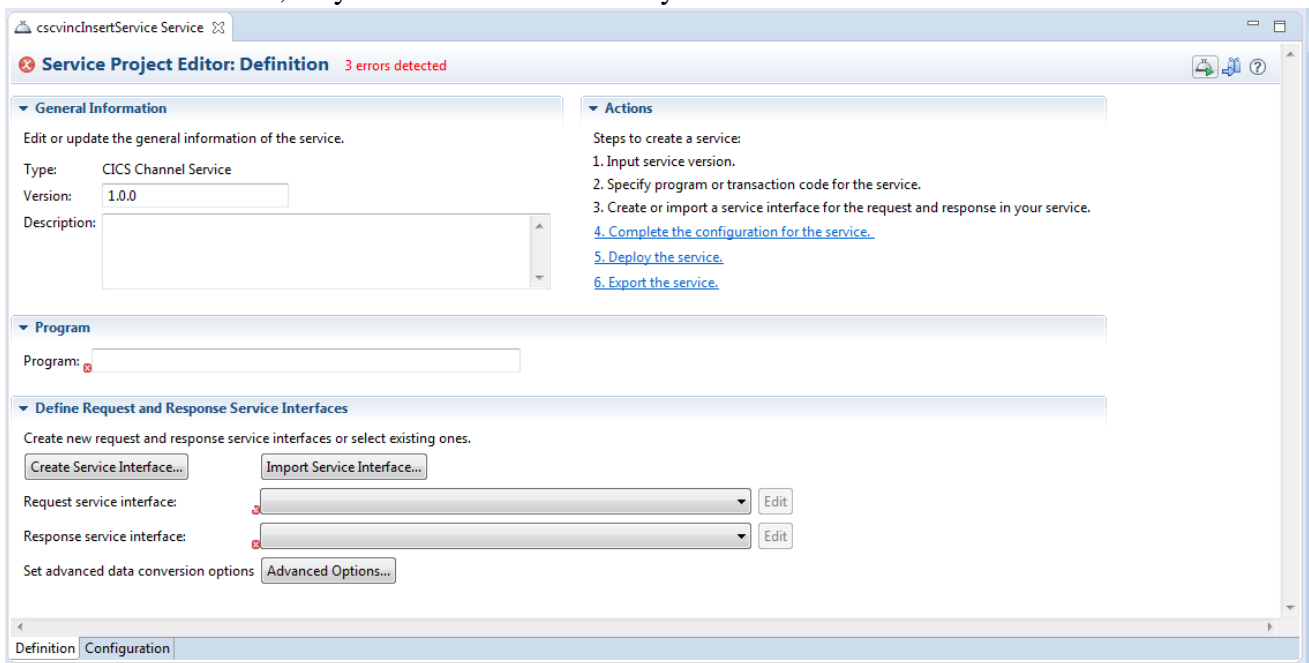 cscvincInsertService Service
Service Project Editor: Definition 3 errors detected
General Information
Edit or update the general information of the service.
Type: CICS Channel Service
Version: 1.0.0
Description:
Actions
Steps to create a service:
1. Input service version.
2. Specify program or transaction code for the service.
3. Create or import a service interface for the request and response in your service.
4. Complete the configuration for the service.
5. Deploy the service.
6. Export the service.
Program
Program:
Define Request and Response Service Interfaces
Create new request and response service interfaces or select existing ones.
Create Service Interface... Import Service Interface...
Request service interface: Edit
Response service interface: Edit
Set advanced data conversion options Advanced Options...
Definition Configuration